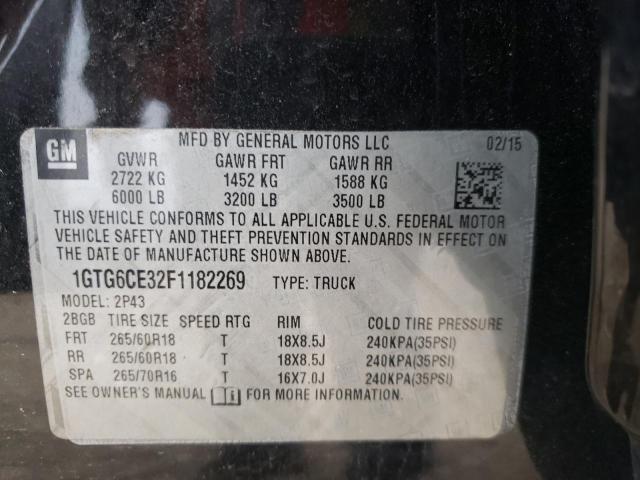 GM
MFD BY GENERAL MOTORS LLC 02/15
GVWR GAWR FRT GAWR RR
2722 KG 1452 KG 1588 KG
6000 LB 3200 LB 3500 LB
THIS VEHICLE CONFORMS TO ALL APPLICABLE U.S. FEDERAL MOTOR
VEHICLE SAFETY AND THEFT PREVENTION STANDARDS IN EFFECT ON
THE DATE OF MANUFACTURE SHOWN ABOVE.
1GTG6CE32F1182269 TYPE: TRUCK
MODEL: 2P43
2BGB TIRE SIZE SPEED RTG RIM COLD TIRE PRESSURE
FRT 265/60R18 T 18X8.5J 240KPA(35PSI)
RR 265/60R18 T 18X8.5J 240KPA(35PSI)
SPA 265/70R16 T 16X7.0J 240KPA(35PSI)
SEE OWNER'S MANUAL FOR MORE INFORMATION.